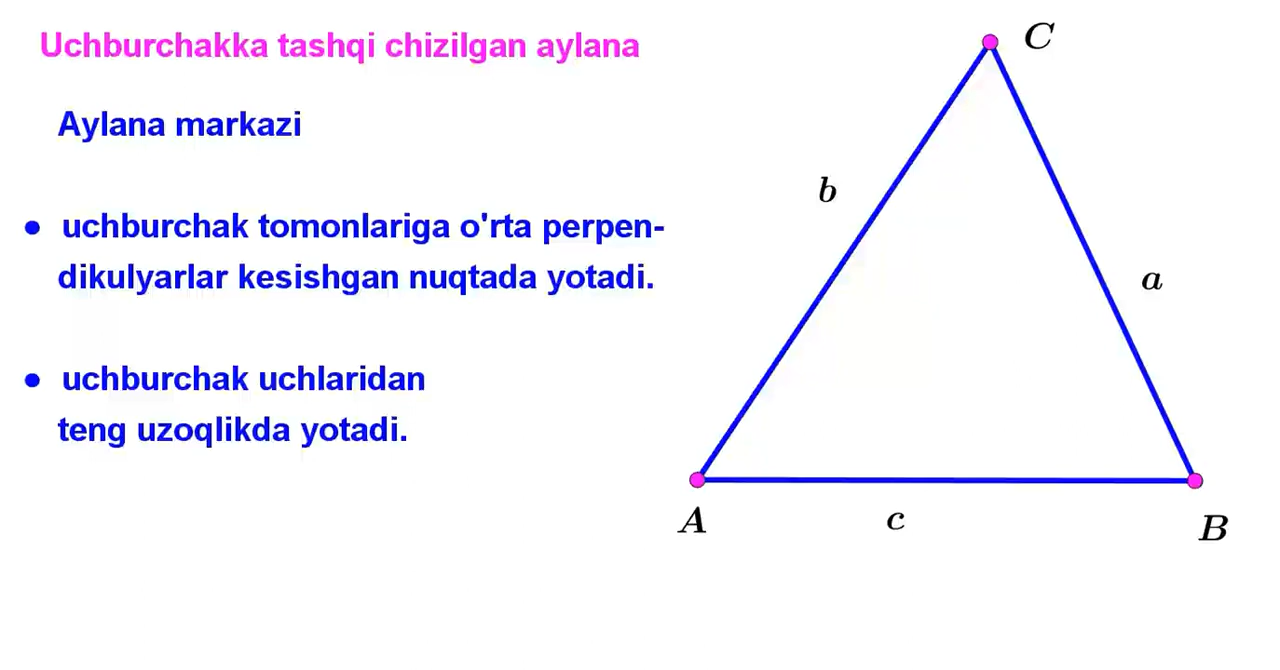 Uchburchakka tashqi chizilgan aylana
Aylana markazi
● uchburchak tomonlariga o'rta perpen-
dikulyarlar kesishgan nuqtada yotadi.
● uchburchak uchlaridan
teng uzoqlikda yotadi.
C
b
a
A
c
B